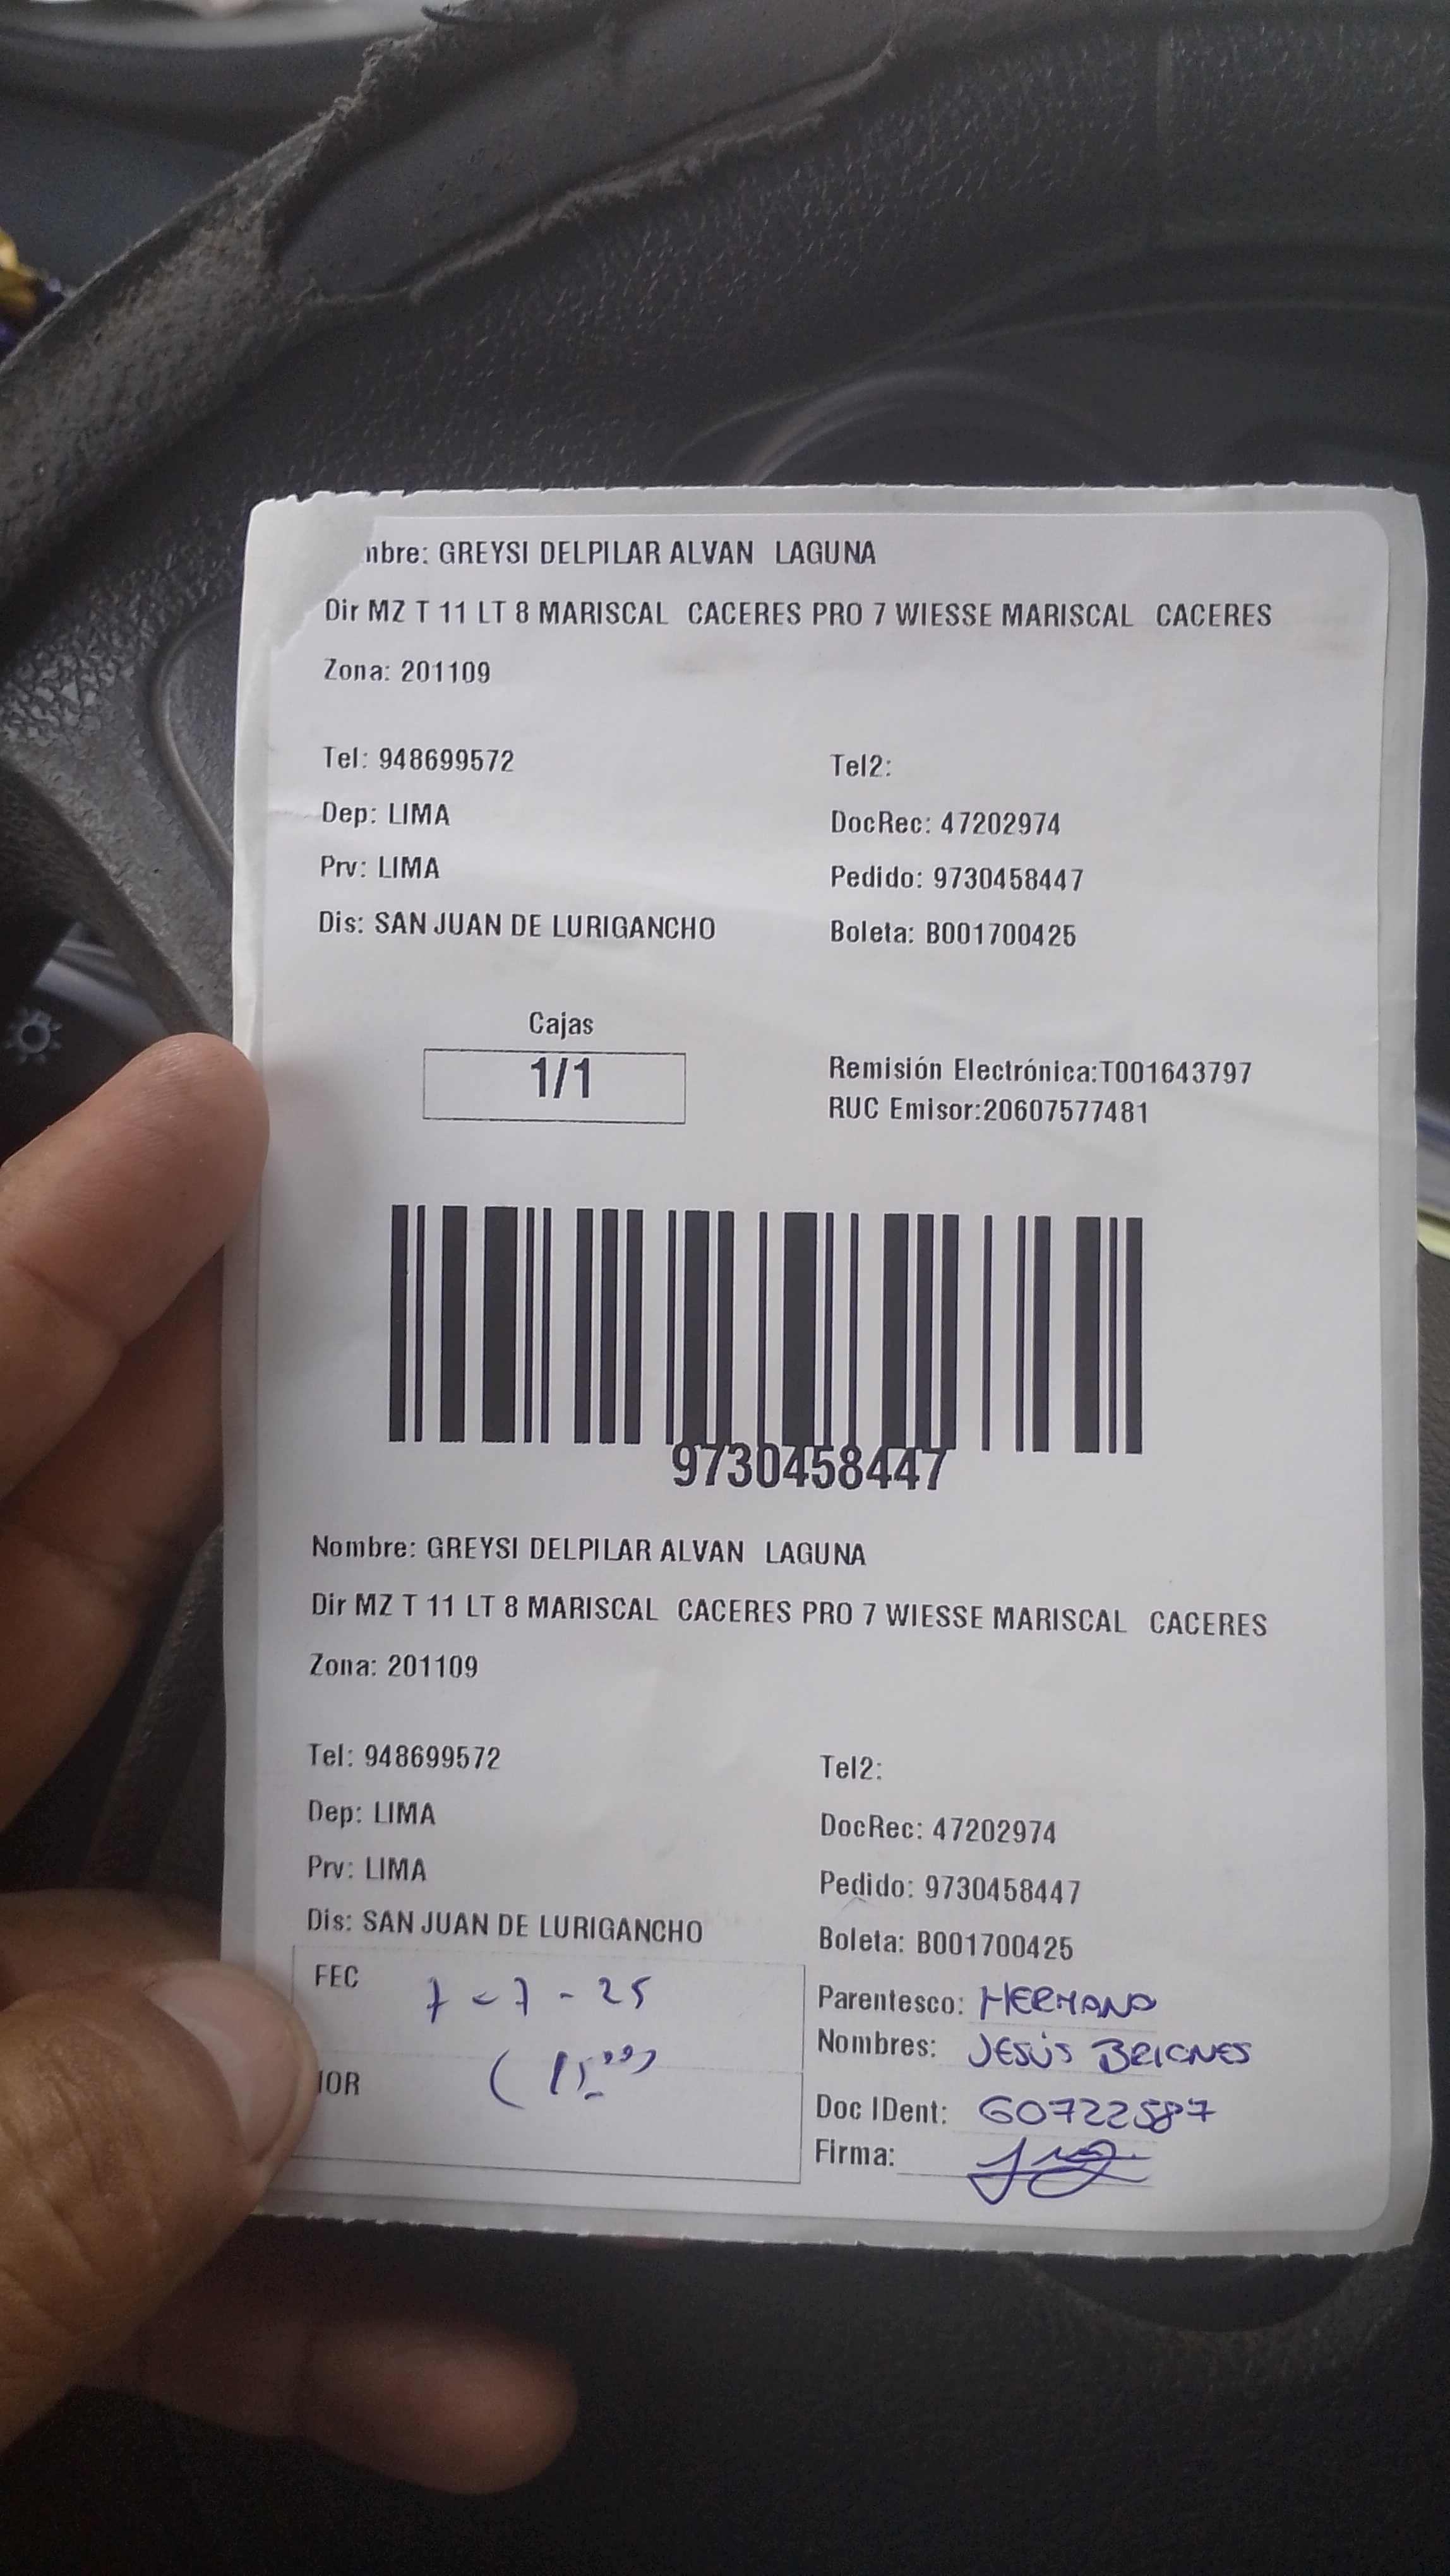 mbre: GREYSI DELPILAR ALVAN LAGUNA
Dir MZ T 11 LT 8 MARISCAL CACERES PRO 7 WIESSE MARISCAL CACERES
Zona: 201109
Tel: 948699572 Tel2:
Dep: LIMA DocRec: 47202974
Prv: LIMA Pedido: 9730458447
Dis: SAN JUAN DE LURIGANCHO Boleta: B001700425
Cajas
1/1
Remisión Electrónica:T001643797
RUC Emisor:20607577481
9730458447
Nombre: GREYSI DELPILAR ALVAN LAGUNA
Dir MZ T 11 LT 8 MARISCAL CACERES PRO 7 WIESSE MARISCAL CACERES
Zona: 201109
Tel: 948699572 Tel2:
Dep: LIMA DocRec: 47202974
Prv: LIMA Pedido: 9730458447
Dis: SAN JUAN DE LURIGANCHO Boleta: B001700425
FEC 7-7-25
IOR
Parentesco: HERMANO
Nombres: JESÚS BRIONES
Doc IDent: 60722587
Firma: